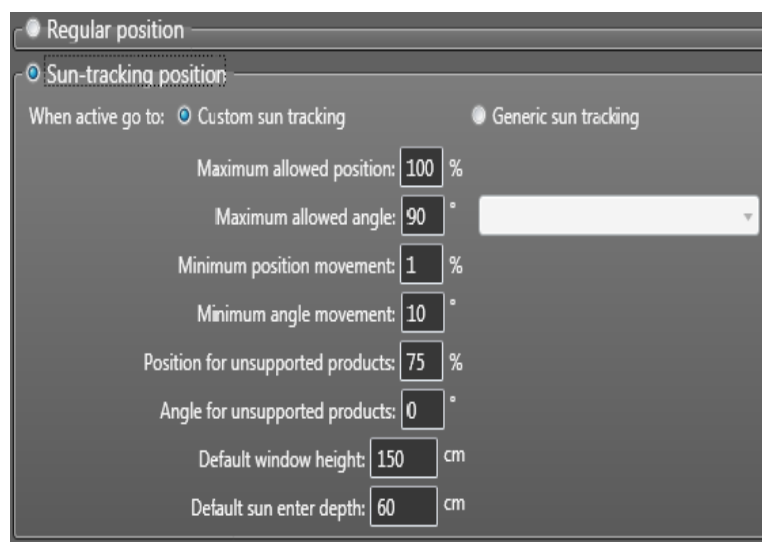 Regular position
Sun-tracking position
When active go to: Custom sun tracking Generic sun tracking
Maximum allowed position: 100 %
Maximum allowed angle: 90 °
Minimum position movement: 1 %
Minimum angle movement: 10 °
Position for unsupported products: 75 %
Angle for unsupported products: 0 °
Default window height: 150 cm
Default sun enter depth: 60 cm